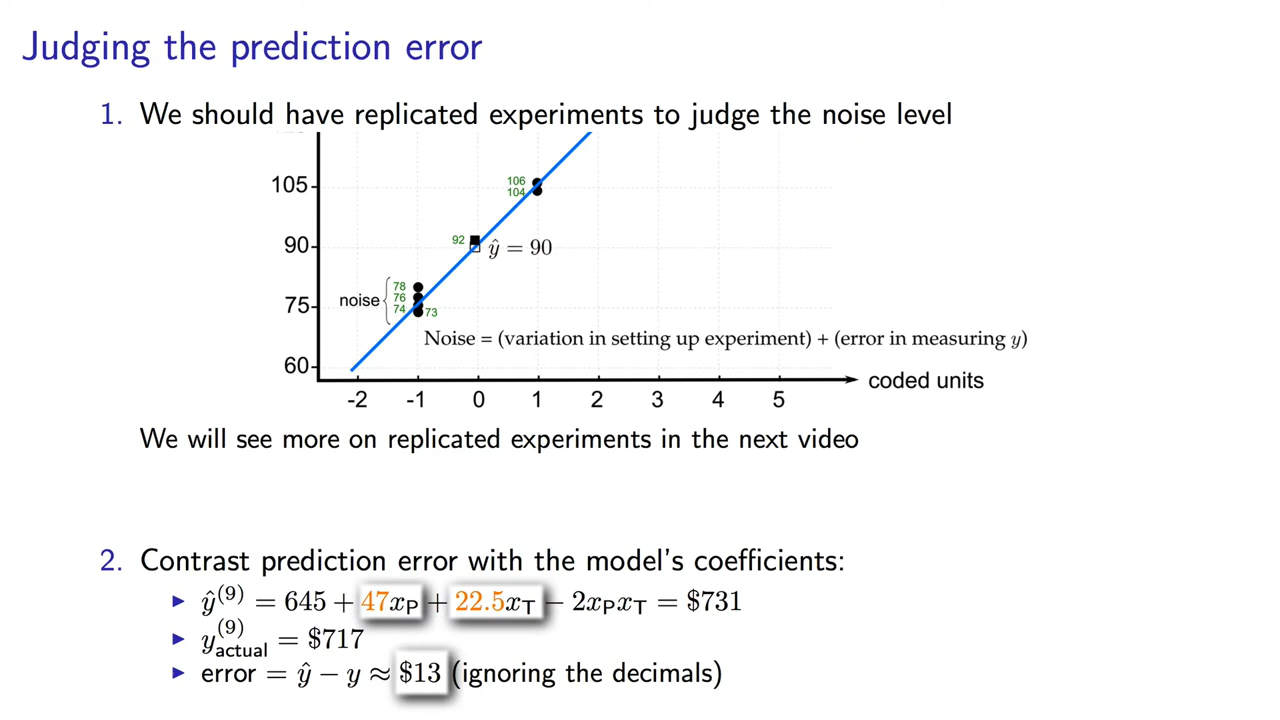 Judging the prediction error
1. We should have replicated experiments to judge the noise level
105
106
104
90
92
ŷ = 90
75
noise
78
76
74
73
Noise = (variation in setting up experiment) + (error in measuring y)
60
-2 -1 0 1 2 3 4 5
coded units
We will see more on replicated experiments in the next video
2. Contrast prediction error with the model's coefficients:
▶ ŷ⁽⁹⁾ = 645 + 47x_P + 22.5x_T − 2x_Px_T = $731
▶ y⁽⁹⁾_actual = $717
▶ error = ŷ − y ≈ $13 (ignoring the decimals)